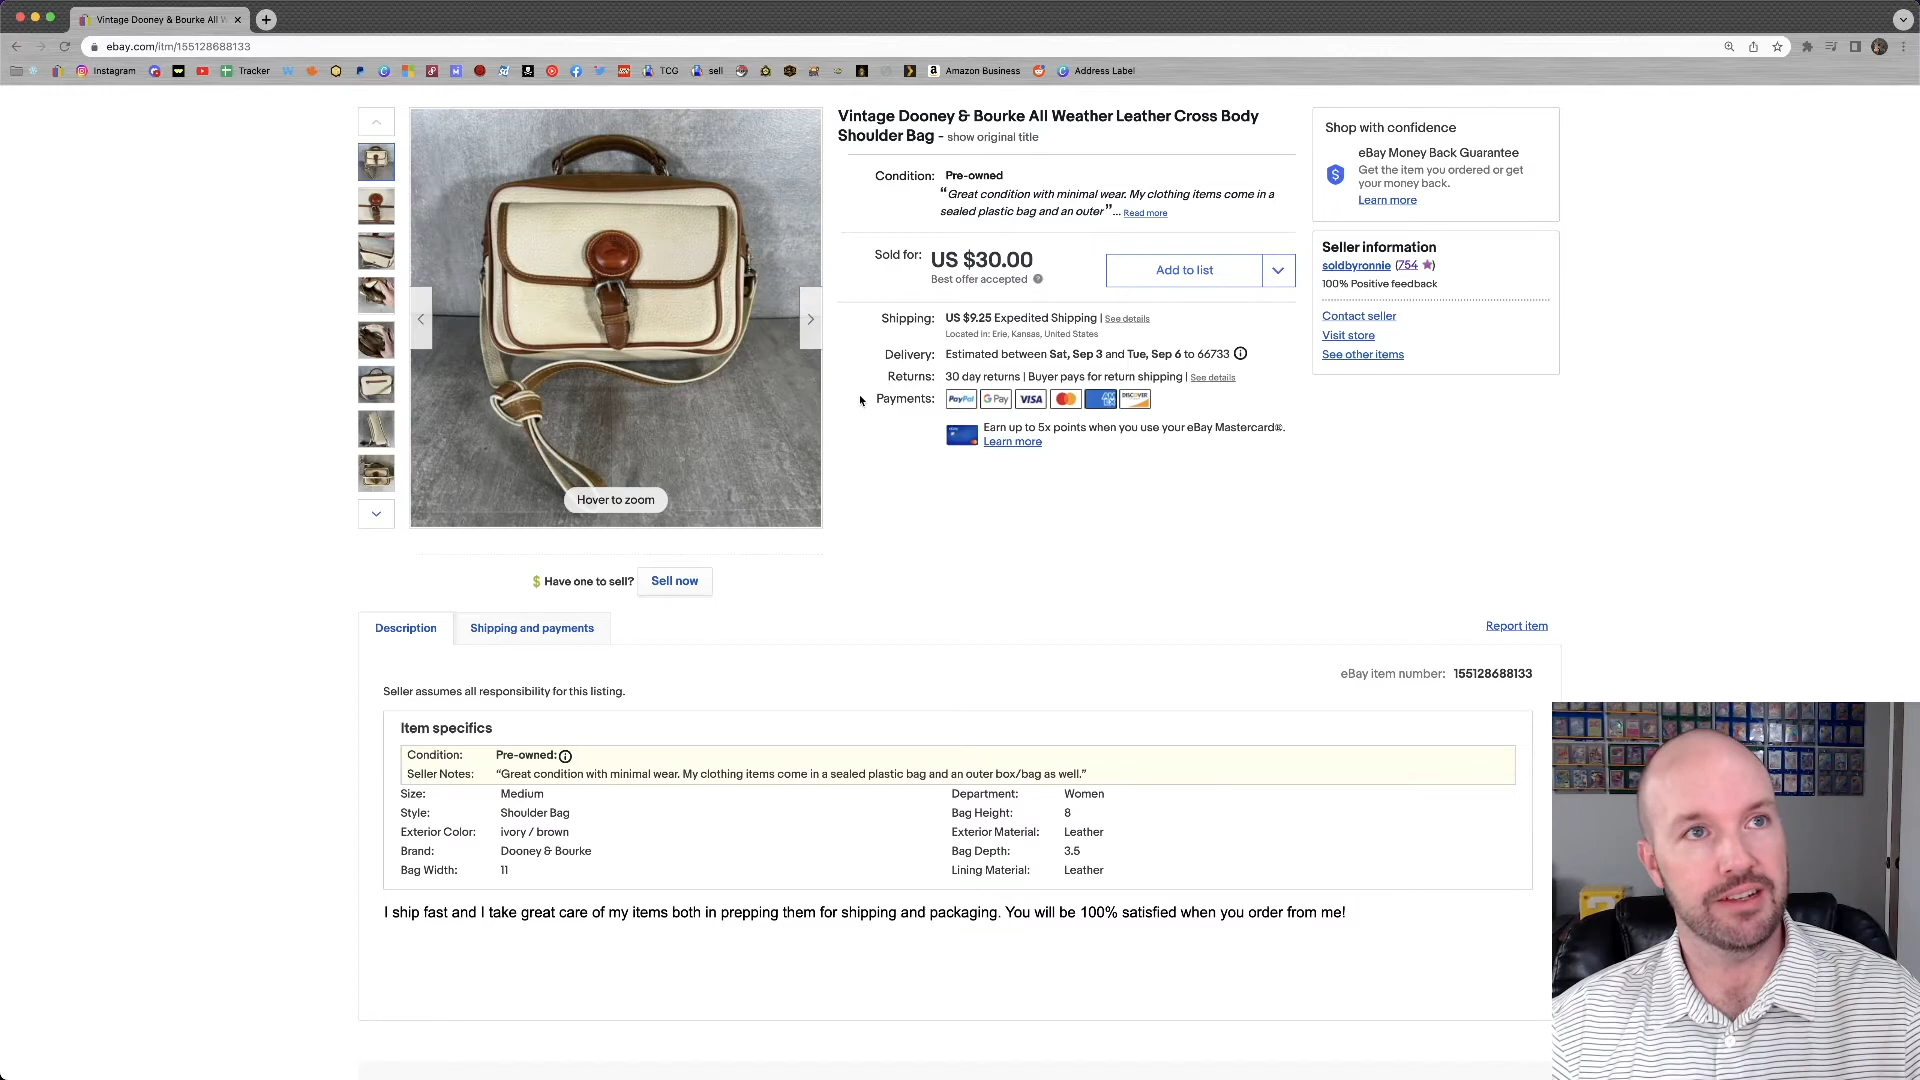 Vintage Dooney & Bourke All W
ebay.com/itm/155128688133
Instagram
Tracker
TCG
sell
Amazon Business
Address Label
Vintage Dooney & Bourke All Weather Leather Cross Body
Shoulder Bag - show original title
Condition: Pre-owned
“Great condition with minimal wear. My clothing items come in a
sealed plastic bag and an outer”... Read more
Sold for: US $30.00
Best offer accepted
Add to list
Shipping: US $9.25 Expedited Shipping | See details
Located in: Erie, Kansas, United States
Delivery: Estimated between Sat, Sep 3 and Tue, Sep 6 to 66733
Returns: 30 day returns | Buyer pays for return shipping | See details
Payments: PayPal G Pay VISA DISCOVER
Earn up to 5x points when you use your eBay Mastercard®.
Learn more
Shop with confidence
eBay Money Back Guarantee
Get the item you ordered or get
your money back.
Learn more
Seller information
soldbyronnie (754)
100% Positive feedback
Contact seller
Visit store
See other items
Hover to zoom
Have one to sell? Sell now
Description
Shipping and payments
Report item
eBay item number: 155128688133
Seller assumes all responsibility for this listing.
Item specifics
Condition: Pre-owned:
Seller Notes: “Great condition with minimal wear. My clothing items come in a sealed plastic bag and an outer box/bag as well.”
Size: Medium Department: Women
Style: Shoulder Bag Bag Height: 8
Exterior Color: ivory / brown Exterior Material: Leather
Brand: Dooney & Bourke Bag Depth: 3.5
Bag Width: 11 Lining Material: Leather
I ship fast and I take great care of my items both in prepping them for shipping and packaging. You will be 100% satisfied when you order from me!